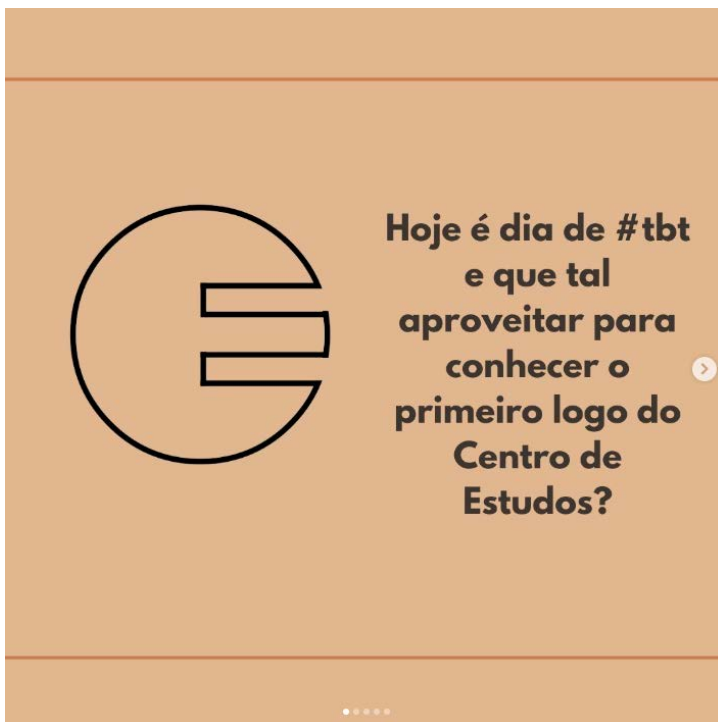 Hoje é dia de #tbt
e que tal
aproveitar para
conhecer o
primeiro logo do
Centro de
Estudos?